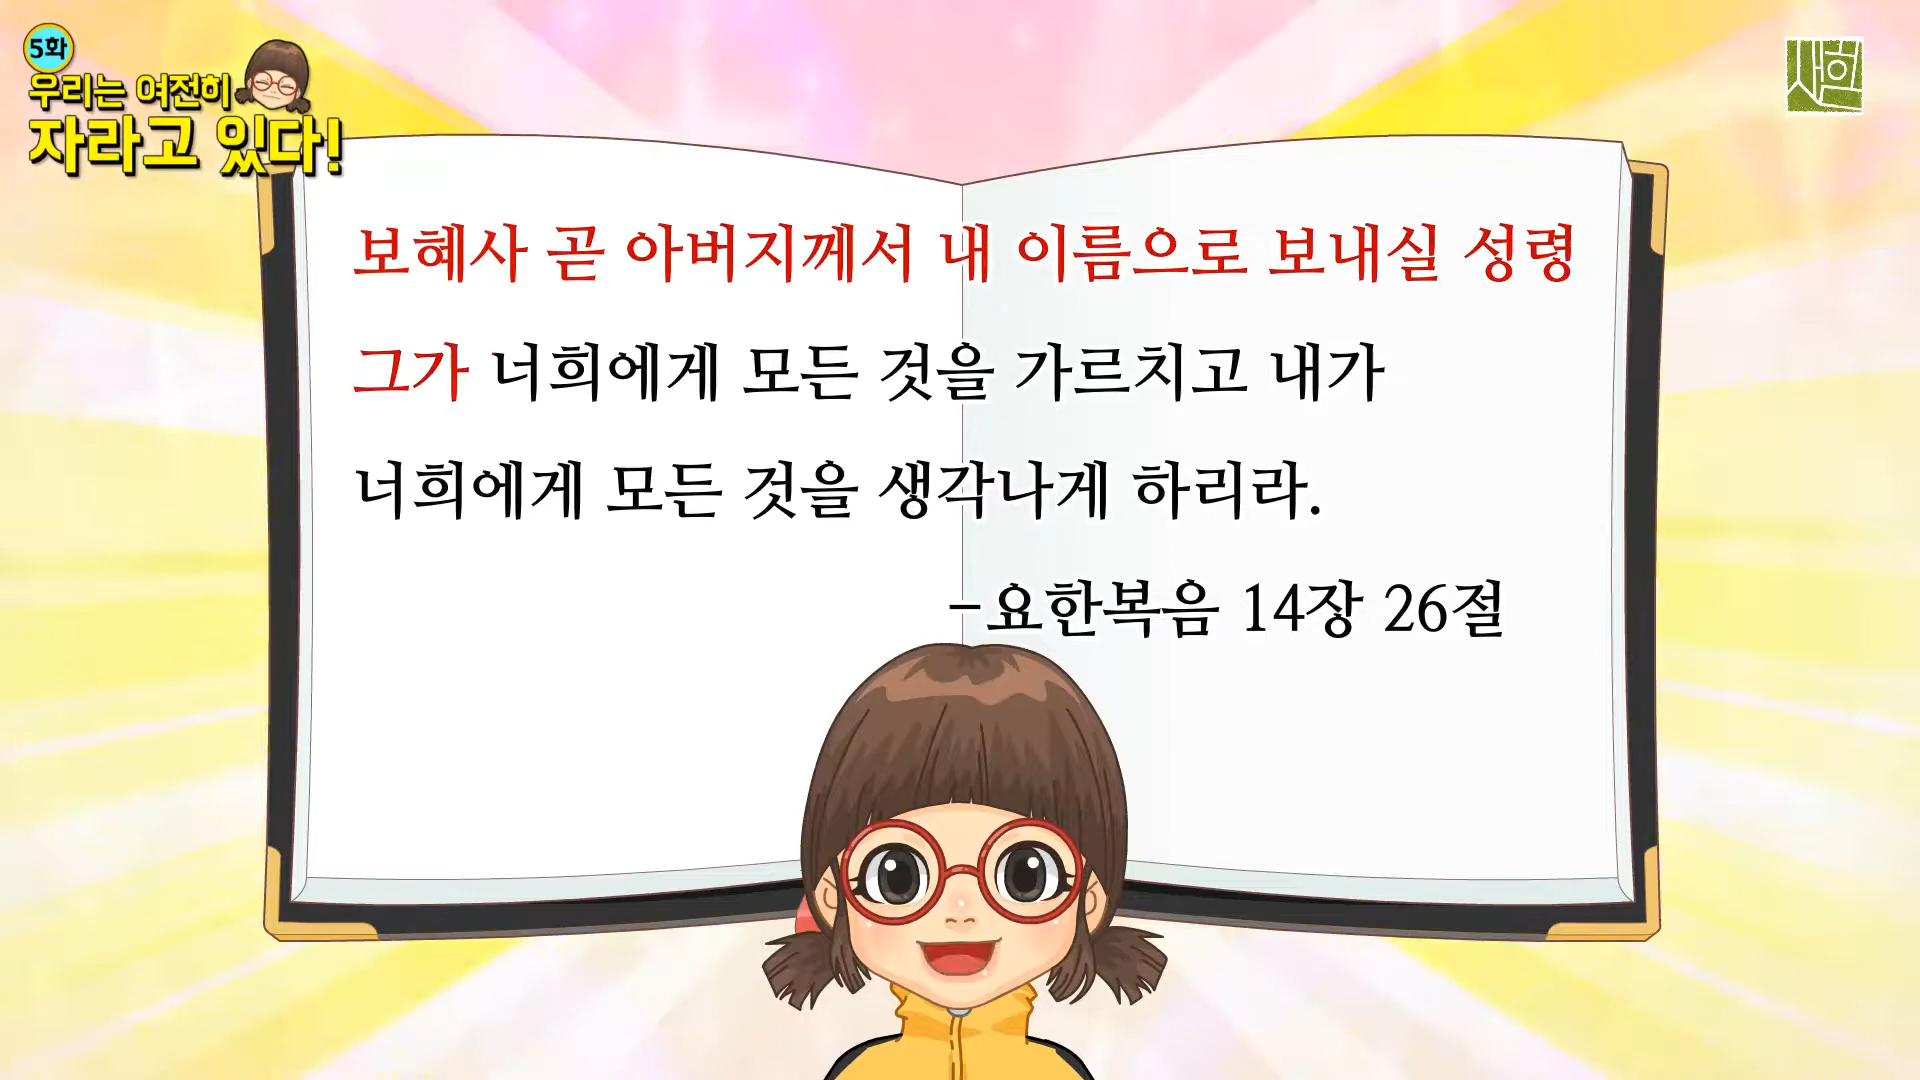 5화
우리는 여전히
자라고 있다!
새희
보혜사 곧 아버지께서 내 이름으로 보내실 성령
그가 너희에게 모든 것을 가르치고 내가
너희에게 모든 것을 생각나게 하리라.
-요한복음 14장 26절